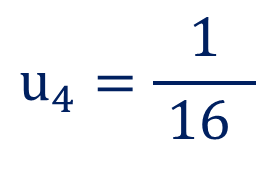 u₄ = 1/16